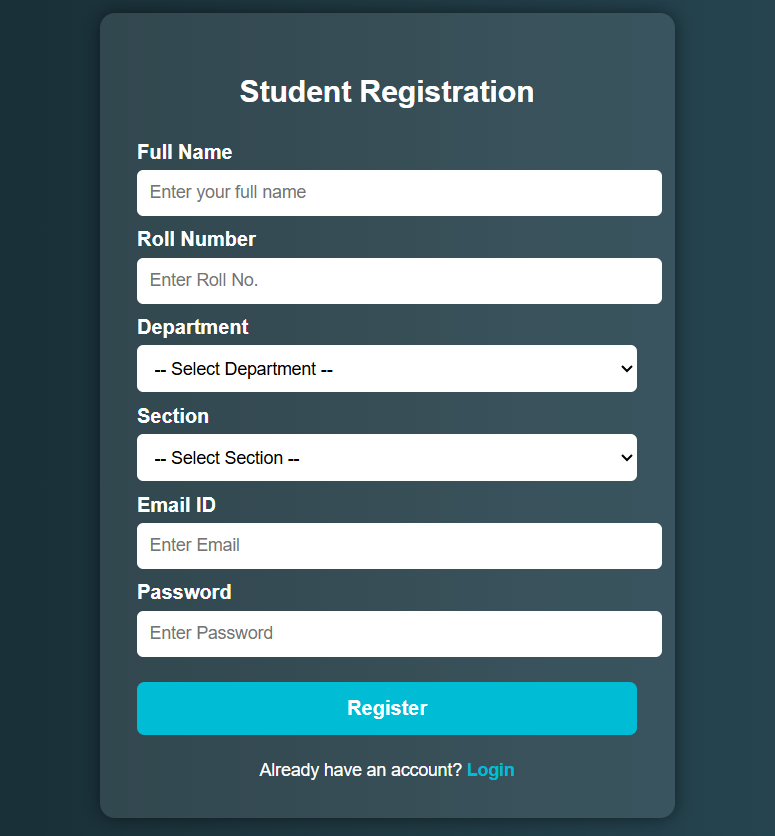 Student Registration
Full Name
Enter your full name
Roll Number
Enter Roll No.
Department
-- Select Department --
Section
-- Select Section --
Email ID
Enter Email
Password
Enter Password
Register
Already have an account? Login